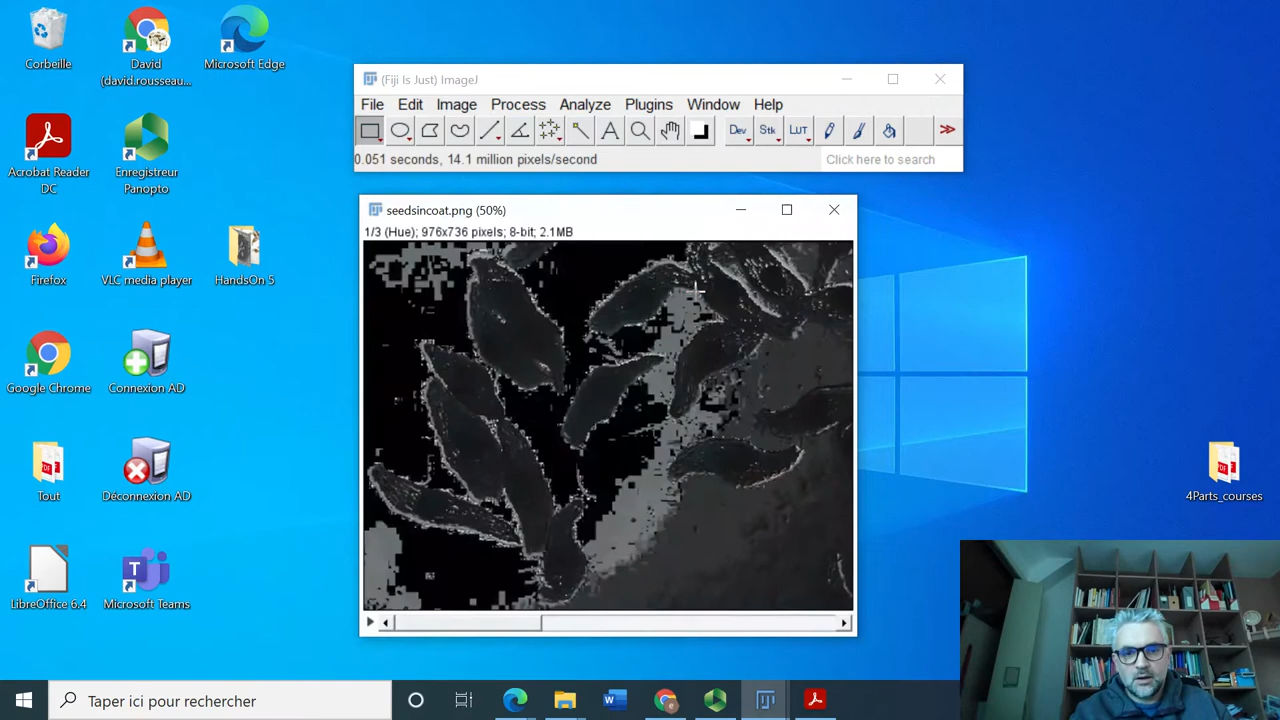 Corbeille
David
(david.rousseau...
Microsoft Edge
Acrobat Reader
DC
Enregistreur
Panopto
Firefox
VLC media player
HandsOn 5
Google Chrome
Connexion AD
Tout
Déconnexion AD
LibreOffice 6.4
Microsoft Teams
(Fiji Is Just) ImageJ
File Edit Image Process Analyze Plugins Window Help
Dev Stk LUT
0.051 seconds, 14.1 million pixels/second
Click here to search
seedsincoat.png (50%)
1/3 (Hue); 976x736 pixels; 8-bit; 2.1MB
4Parts_courses
Taper ici pour rechercher